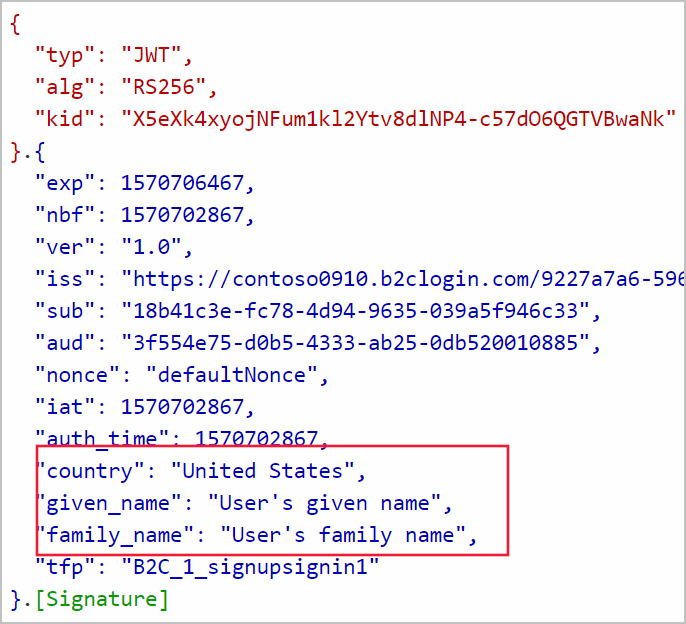 {
"typ": "JWT",
"alg": "RS256",
"kid": "X5eXk4xyojNFum1kl2Ytv8dlNP4-c57dO6QGTVBwaNk"
}.{
"exp": 1570706467,
"nbf": 1570702867,
"ver": "1.0",
"iss": "https://contoso0910.b2clogin.com/9227a7a6-596
"sub": "18b41c3e-fc78-4d94-9635-039a5f946c33",
"aud": "3f554e75-d0b5-4333-ab25-0db520010885",
"nonce": "defaultNonce",
"iat": 1570702867,
"auth_time": 1570702867,
"country": "United States",
"given_name": "User's given name",
"family_name": "User's family name",
"tfp": "B2C_1_signupsignin1"
}.[Signature]